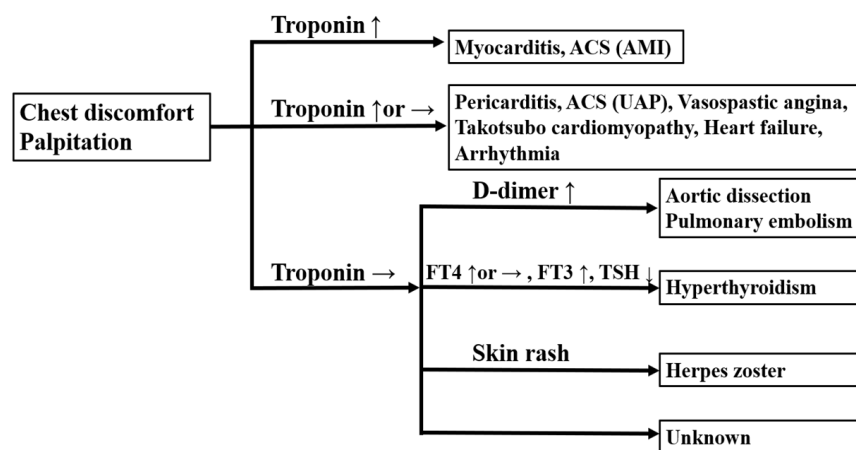 Troponin ↑
Myocarditis, ACS (AMI)
Chest discomfort
Palpitation
Troponin ↑or →
Pericarditis, ACS (UAP), Vasospastic angina,
Takotsubo cardiomyopathy, Heart failure,
Arrhythmia
D-dimer ↑
Aortic dissection
Pulmonary embolism
Troponin →
FT4 ↑or → , FT3 ↑, TSH ↓
Hyperthyroidism
Skin rash
Herpes zoster
Unknown